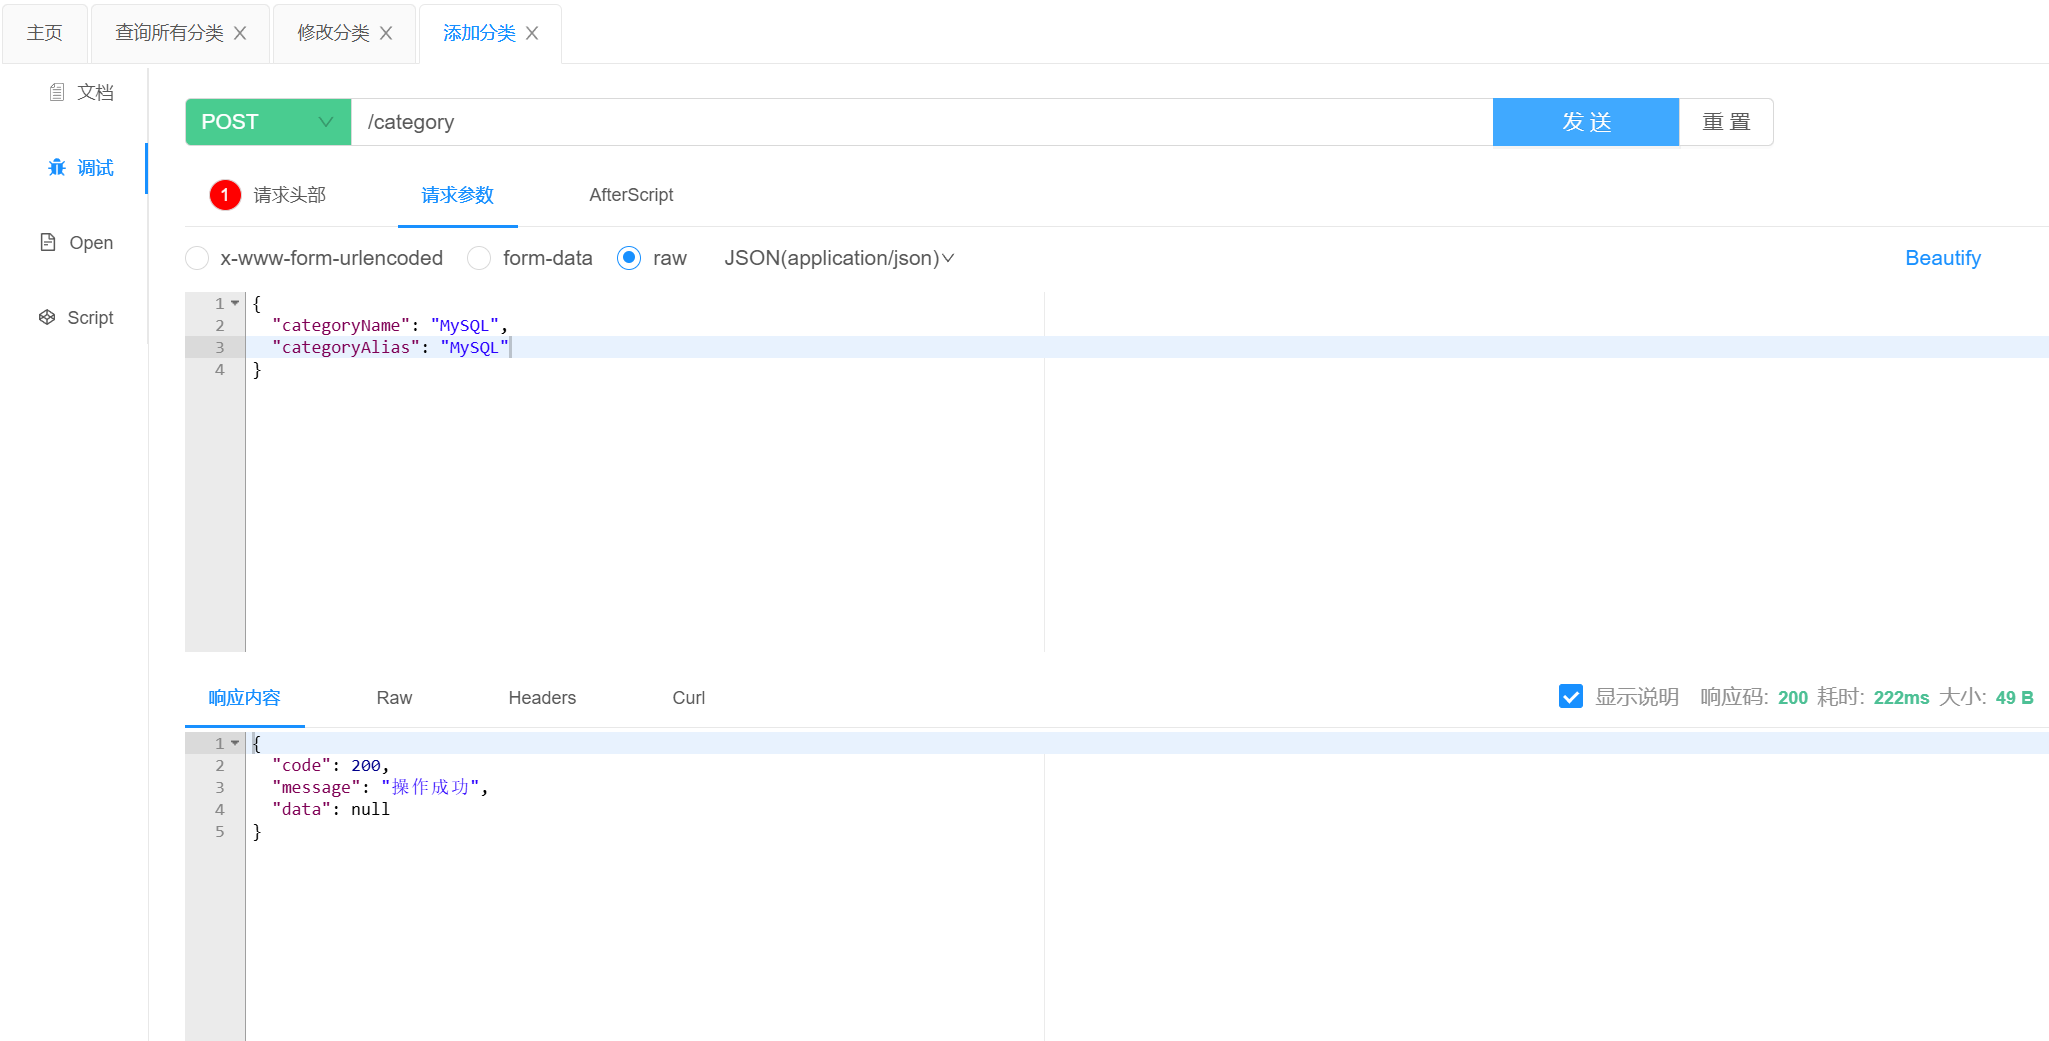 主页 查询所有分类 修改分类 添加分类
文档
调试
Open
Script
POST /category 发 送 重 置
1 请求头部 请求参数 AfterScript
x-www-form-urlencoded form-data raw JSON(application/json) Beautify
1 {
2 "categoryName": "MySQL",
3 "categoryAlias": "MySQL"
4 }
响应内容 Raw Headers Curl 显示说明 响应码: 200 耗时: 222ms 大小: 49 B
1 {
2 "code": 200,
3 "message": "操作成功",
4 "data": null
5 }